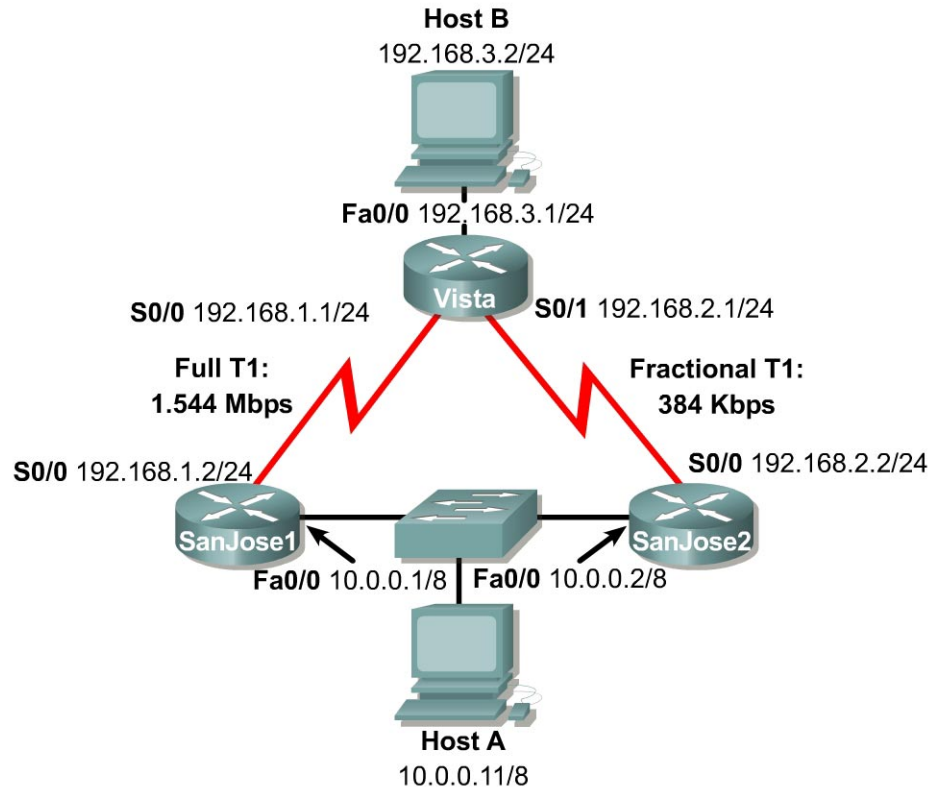 Host B
192.168.3.2/24
Fa0/0 192.168.3.1/24
Vista
S0/0 192.168.1.1/24
S0/1 192.168.2.1/24
Full T1:
1.544 Mbps
Fractional T1:
384 Kbps
S0/0 192.168.1.2/24
S0/0 192.168.2.2/24
SanJose1
SanJose2
Fa0/0 10.0.0.1/8
Fa0/0 10.0.0.2/8
Host A
10.0.0.11/8